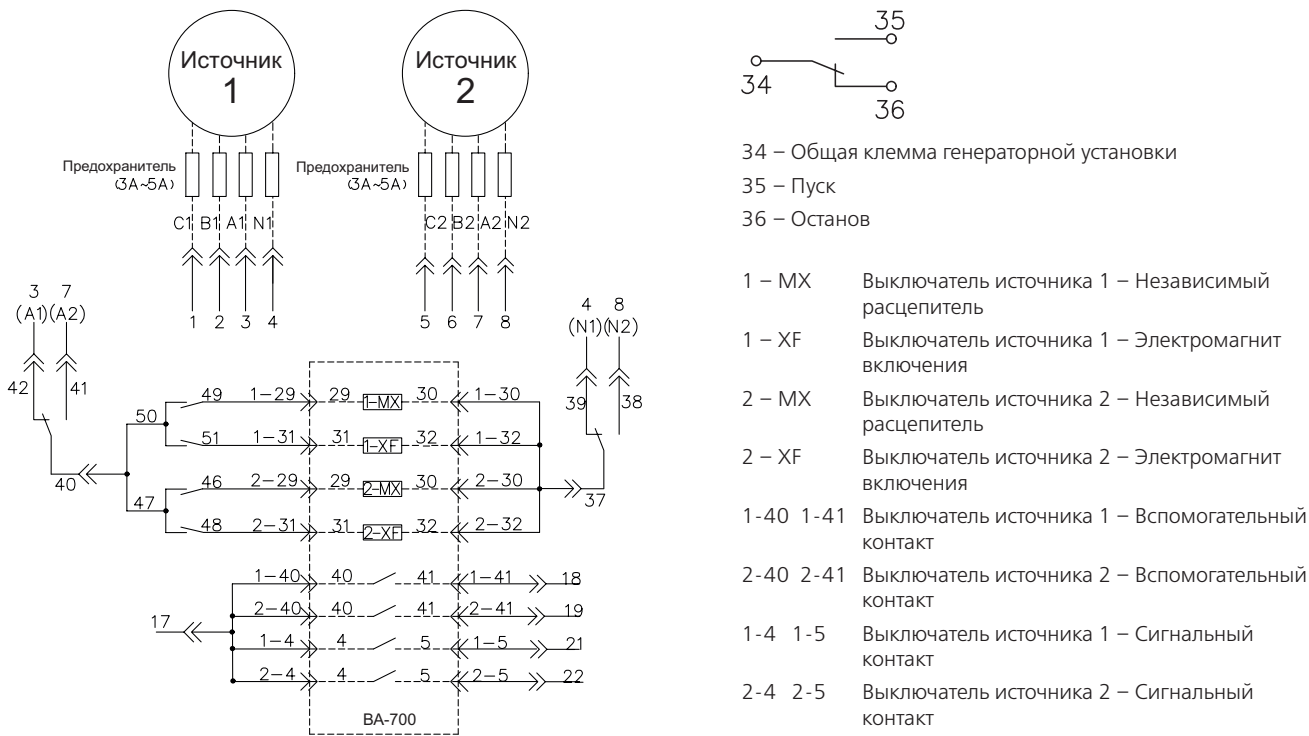 Источник
1
Источник
2
Предохранитель
(3А~5А)
Предохранитель
(3А~5А)
C1 B1 A1 N1
C2 B2 A2 N2
1 2 3 4
5 6 7 8
3 7
(A1)(A2)
4 8
(N1)(N2)
42 41
39 38
50 49 1-29 29 1-MX 30 1-30
51 1-31 31 1-XF 32 1-32
40
46 2-29 29 2-MX 30 2-30
37
47
48 2-31 31 2-XF 32 2-32
1-40 40 41 1-41 18
2-40 40 41 2-41 19
17
1-4 4 5 1-5 21
2-4 4 5 2-5 22
ВА-700
35
34
36
34 – Общая клемма генераторной установки
35 – Пуск
36 – Останов
1 – MX Выключатель источника 1 – Независимый
расцепитель
1 – XF Выключатель источника 1 – Электромагнит
включения
2 – MX Выключатель источника 2 – Независимый
расцепитель
2 – XF Выключатель источника 2 – Электромагнит
включения
1-40 1-41 Выключатель источника 1 – Вспомогательный
контакт
2-40 2-41 Выключатель источника 2 – Вспомогательный
контакт
1-4 1-5 Выключатель источника 1 – Сигнальный
контакт
2-4 2-5 Выключатель источника 2 – Сигнальный
контакт